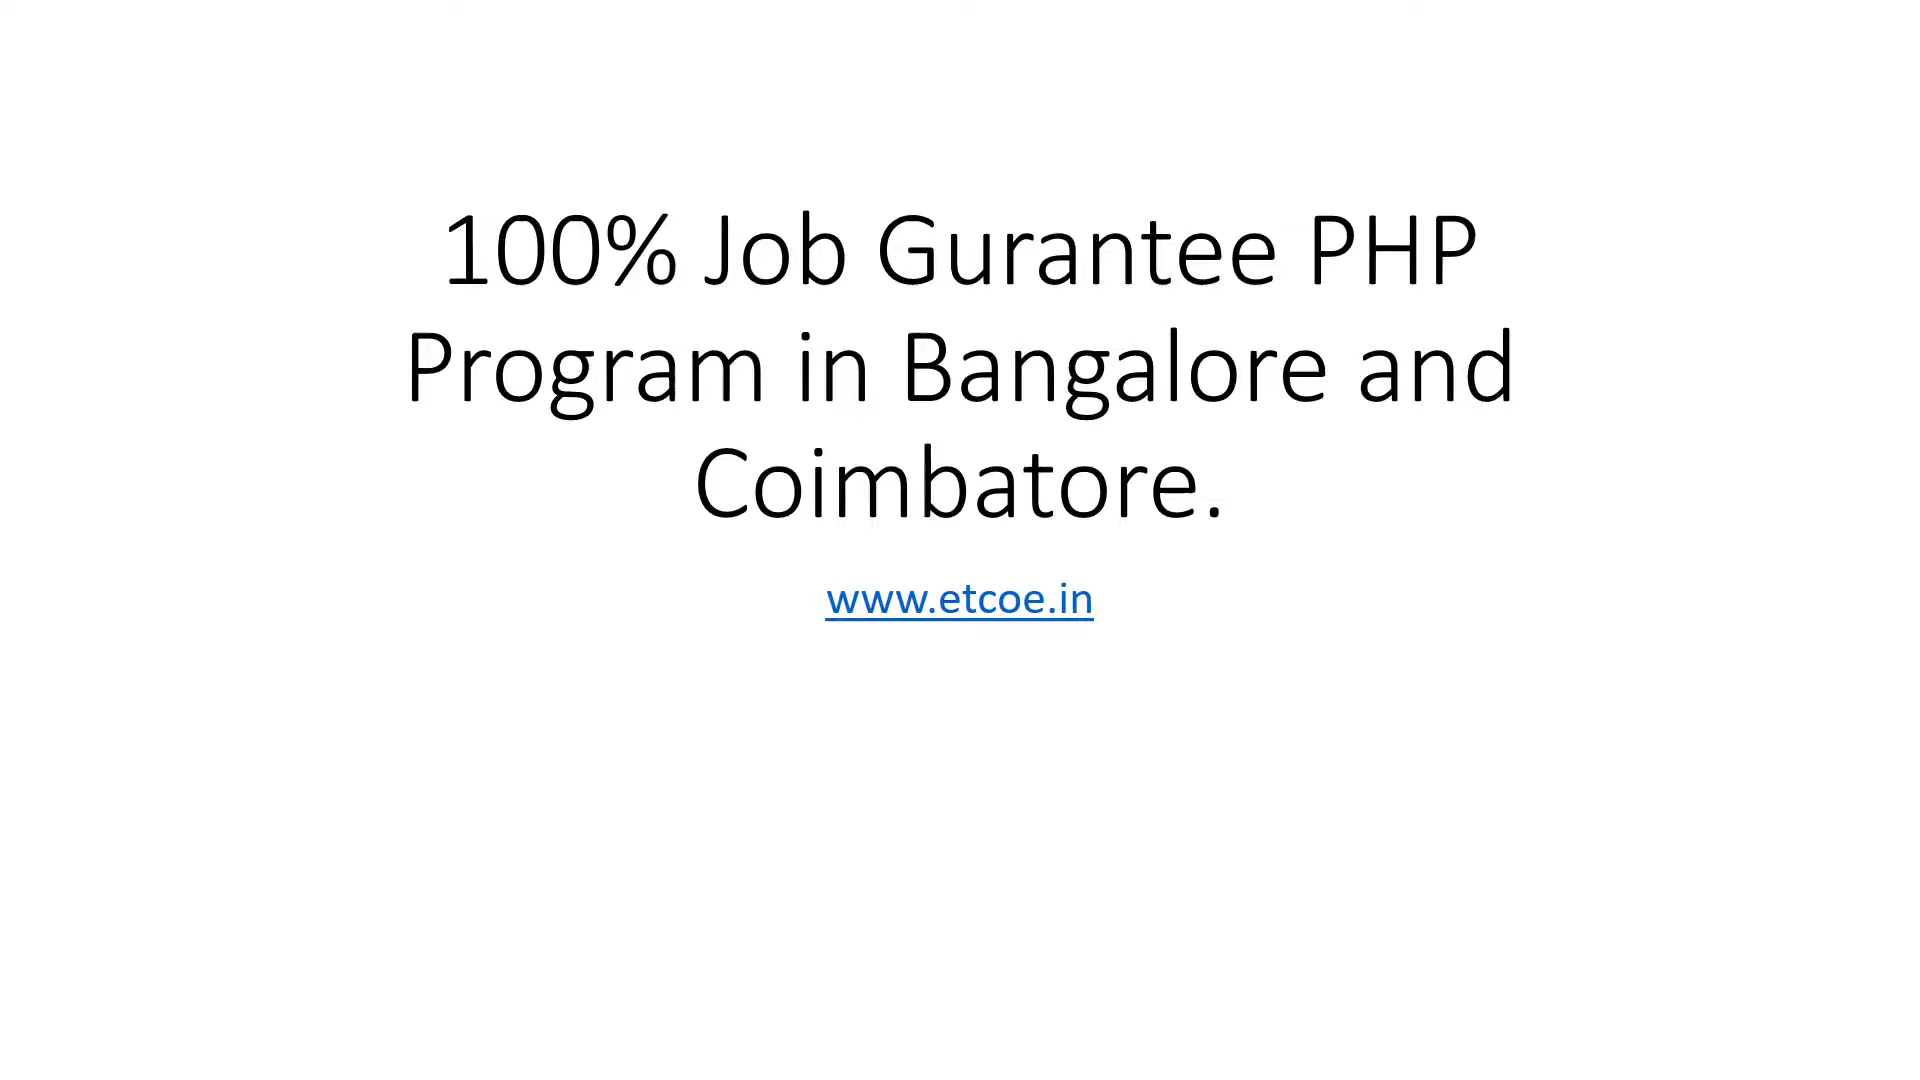 100% Job Gurantee PHP
Program in Bangalore and
Coimbatore.
www.etcoe.in